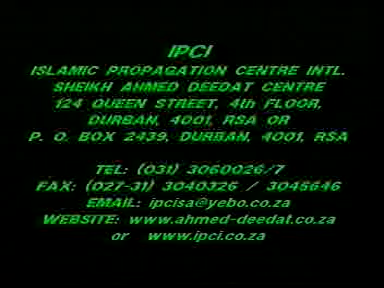 IPCI
ISLAMIC PROPAGATION CENTRE INTL.
SHEIKH AHMED DEEDAT CENTRE
124 QUEEN STREET, 4th FLOOR,
DURBAN, 4001, RSA OR
P. O. BOX 2439, DURBAN, 4001, RSA
TEL: (031) 3060026/7
FAX: (027-31) 3040326 / 3045646
EMAIL: ipcisa@yebo.co.za
WEBSITE: www.ahmed-deedat.co.za
or www.ipci.co.za